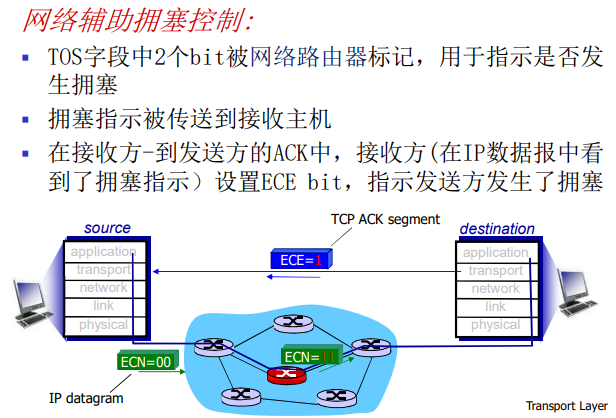 网络辅助拥塞控制:
TOS字段中2个bit被网络路由器标记，用于指示是否发
生拥塞
拥塞指示被传送到接收主机
在接收方-到发送方的ACK中，接收方(在IP数据报中看
到了拥塞指示）设置ECE bit，指示发送方发生了拥塞
TCP ACK segment
source
destination
application
transport
network
link
physical
ECE=1
application
transport
network
link
physical
ECN=00
ECN=11
IP datagram
Transport Layer